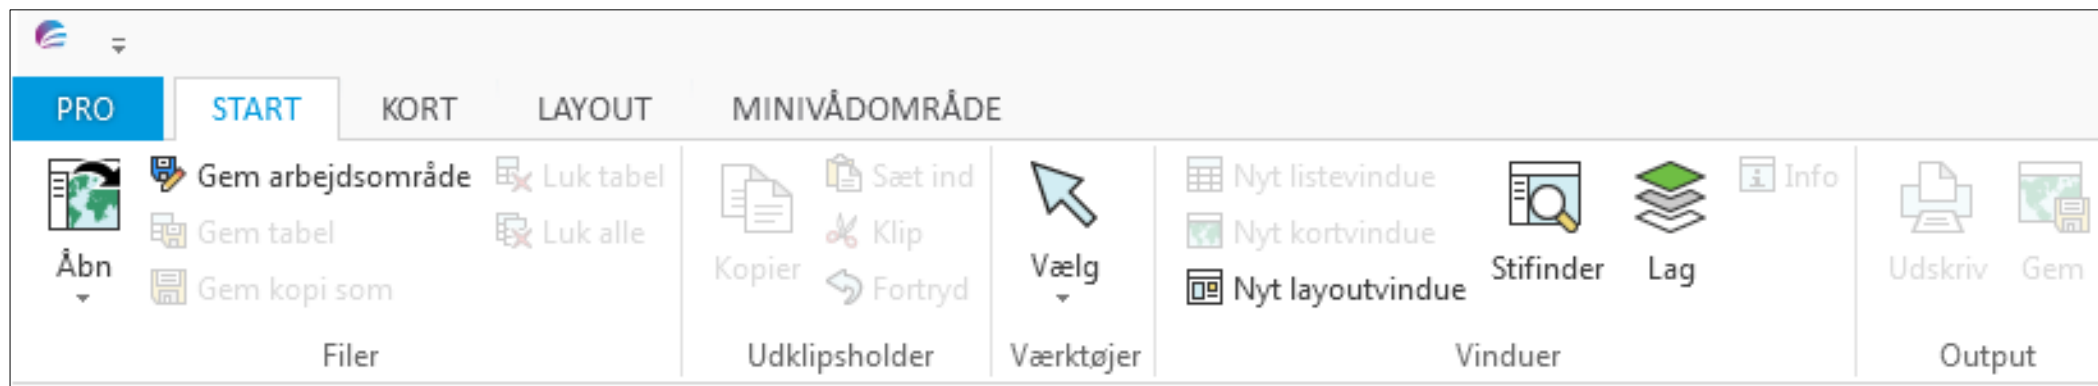 PRO START KORT LAYOUT MINIVÅDOMRÅDE
Åbn
Gem arbejdsområde
Gem tabel
Gem kopi som
Luk tabel
Luk alle
Filer
Kopier
Sæt ind
Klip
Fortryd
Udklipsholder
Vælg
Værktøjer
Nyt listevindue
Nyt kortvindue
Nyt layoutvindue
Stifinder
Lag
Info
Vinduer
Udskriv
Gem
Output